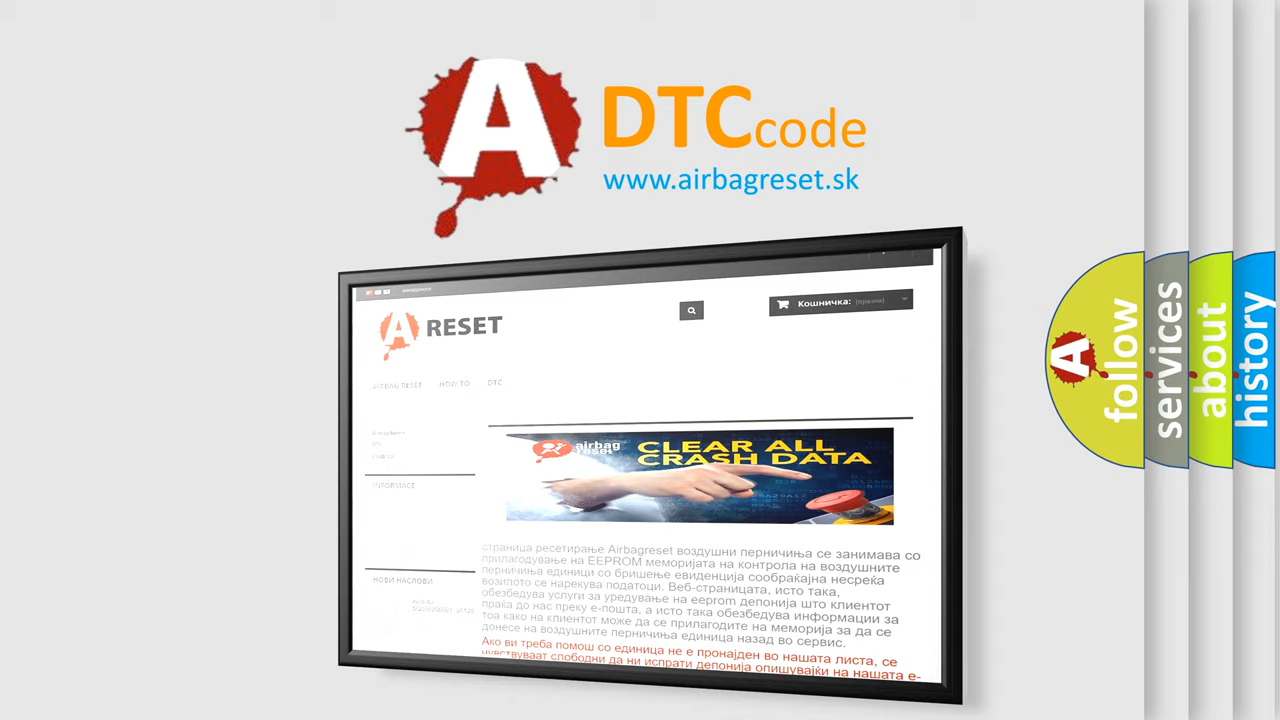 A
DTC code
www.airbagreset.sk
A RESET
Кошничка: (празни)
AIRBAG RESET HOW TO DTC
DTC
INFORMACE
НОВИ НАСЛОВИ
airbag reset
CLEAR ALL
CRASH DATA
страница ресетирање Airbagreset воздушни перничиња се занимава со
прилагодување на EEPROM меморијата на контрола на воздушните
перничиња единици со бришење евиденција сообраќајна несреќа
возилото се нарекува податоци. Веб-страницата, исто така,
обезбедува услуги за уредување на eeprom депонија што клиентот
праќа до нас преку е-пошта, а исто така обезбедува информации за
тоа како на клиентот може да се прилагодите на меморија за да се
донесе на воздушните перничиња единица назад во сервис.
Ако ви треба помош со единица не е пронајден во нашата листа, се
чувствуваат слободни да ни испрати депонија опишувајќи на нашата е-
A
follow
services
about
history